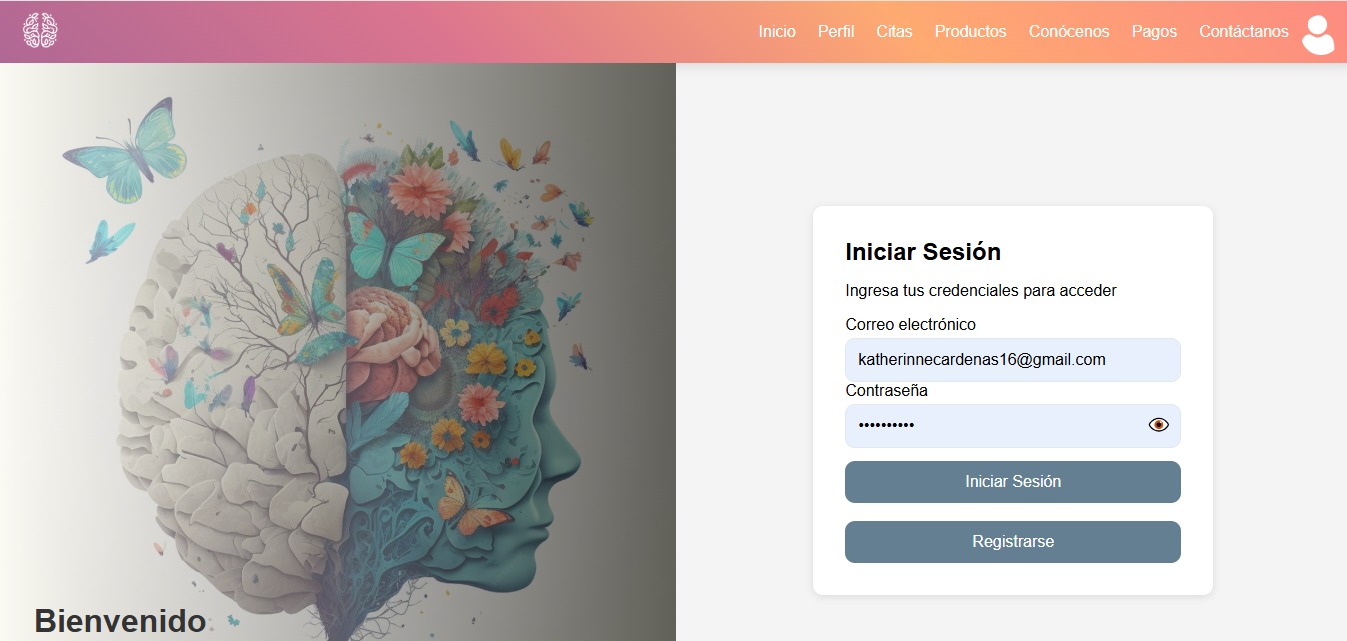 Inicio Perfil Citas Productos Conócenos Pagos Contáctanos
Iniciar Sesión
Ingresa tus credenciales para acceder
Correo electrónico
katherinnecardenas16@gmail.com
Contraseña
••••••••••
Iniciar Sesión
Registrarse
Bienvenido